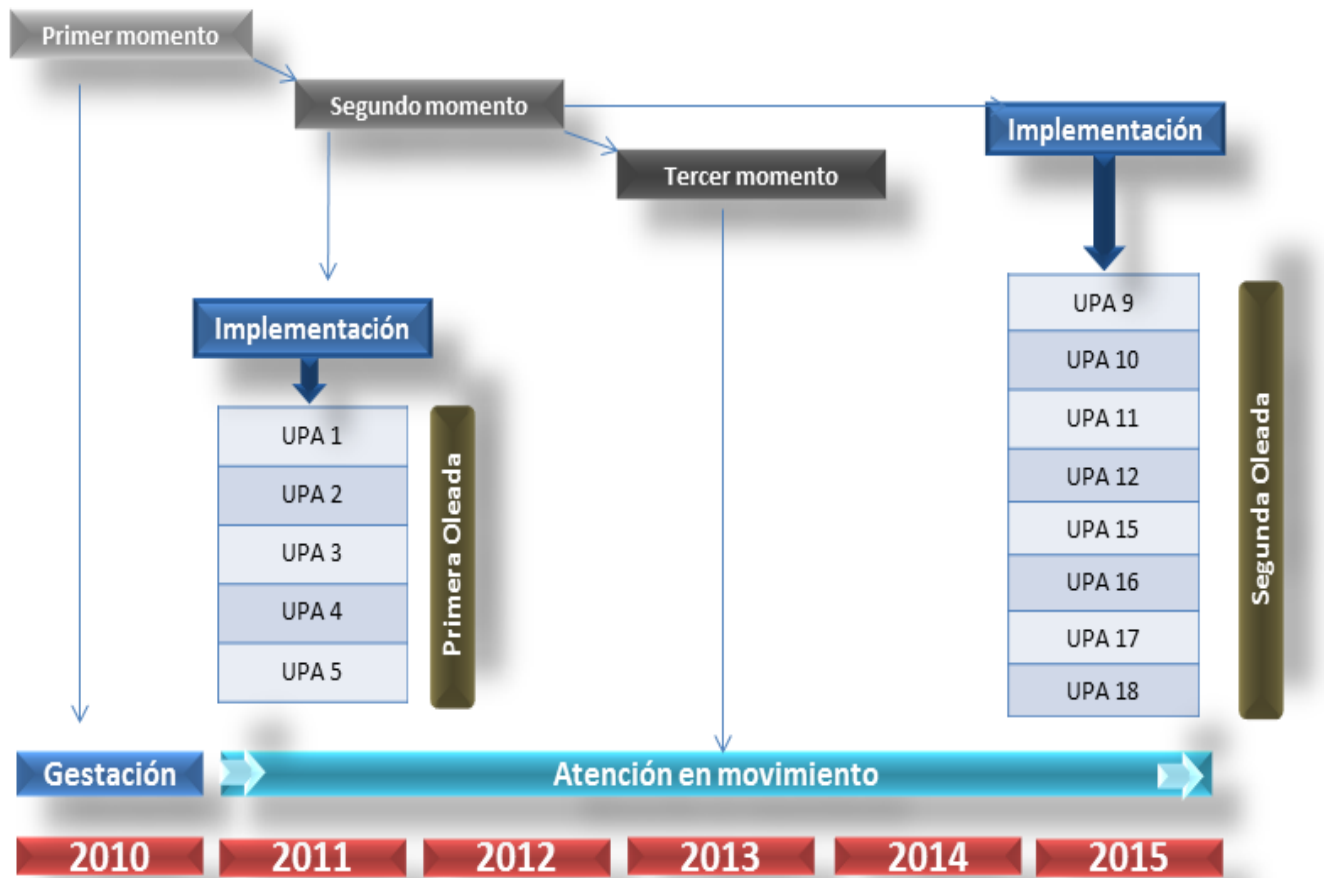 Primer momento
Segundo momento
Implementación
Tercer momento
Implementación
UPA 1
UPA 2
UPA 3
UPA 4
UPA 5
Primera Oleada
UPA 9
UPA 10
UPA 11
UPA 12
UPA 15
UPA 16
UPA 17
UPA 18
Segunda Oleada
Gestación
Atención en movimiento
2010
2011
2012
2013
2014
2015